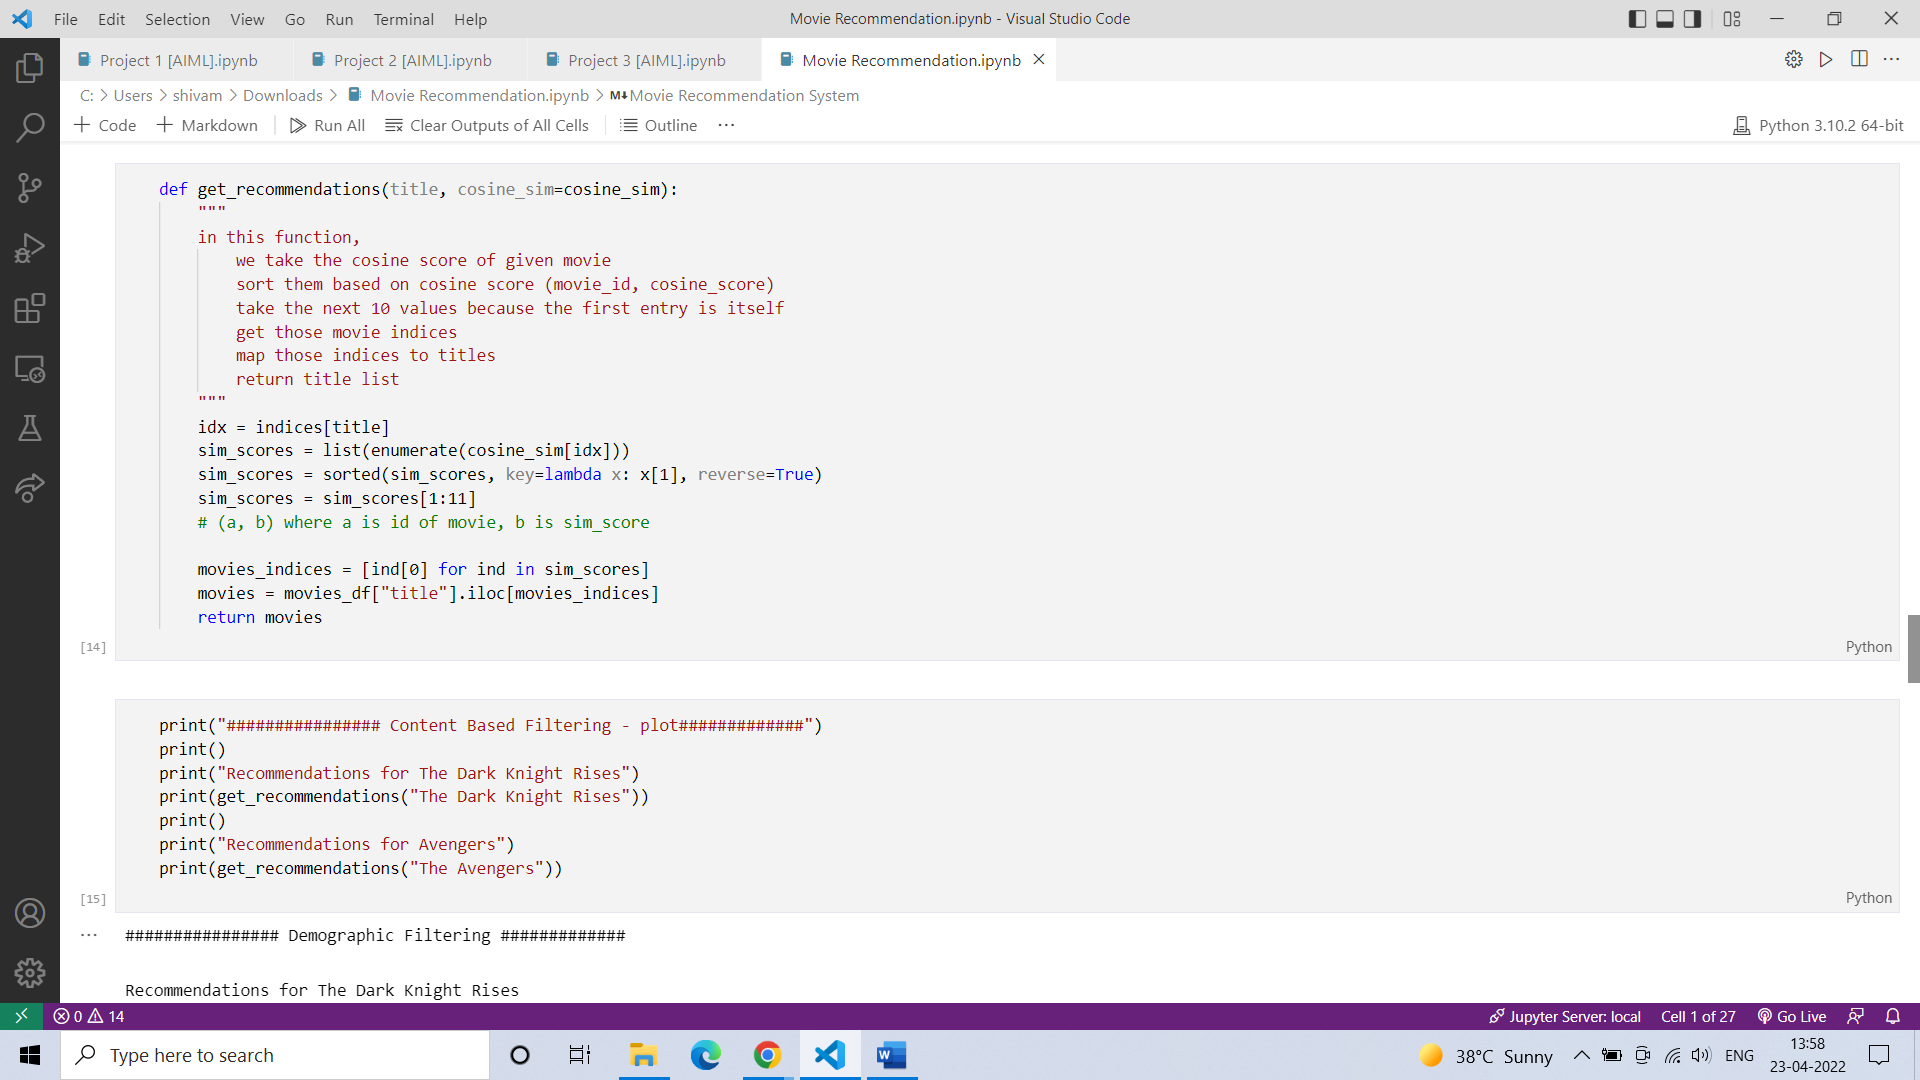 File Edit Selection View Go Run Terminal Help
Movie Recommendation.ipynb - Visual Studio Code
Project 1 [AIML].ipynb
Project 2 [AIML].ipynb
Project 3 [AIML].ipynb
Movie Recommendation.ipynb
C: > Users > shivam > Downloads > Movie Recommendation.ipynb > M↓Movie Recommendation System
+ Code + Markdown Run All Clear Outputs of All Cells Outline ···
Python 3.10.2 64-bit
def get_recommendations(title, cosine_sim=cosine_sim):
"""
in this function,
we take the cosine score of given movie
sort them based on cosine score (movie_id, cosine_score)
take the next 10 values because the first entry is itself
get those movie indices
map those indices to titles
return title list
"""
idx = indices[title]
sim_scores = list(enumerate(cosine_sim[idx]))
sim_scores = sorted(sim_scores, key=lambda x: x[1], reverse=True)
sim_scores = sim_scores[1:11]
# (a, b) where a is id of movie, b is sim_score
movies_indices = [ind[0] for ind in sim_scores]
movies = movies_df["title"].iloc[movies_indices]
return movies
[14]
Python
print("################ Content Based Filtering - plot#############")
print()
print("Recommendations for The Dark Knight Rises")
print(get_recommendations("The Dark Knight Rises"))
print()
print("Recommendations for Avengers")
print(get_recommendations("The Avengers"))
[15]
Python
################ Demographic Filtering #############
Recommendations for The Dark Knight Rises
0 14
Jupyter Server: local Cell 1 of 27 Go Live
Type here to search
38°C Sunny
ENG
13:58
23-04-2022